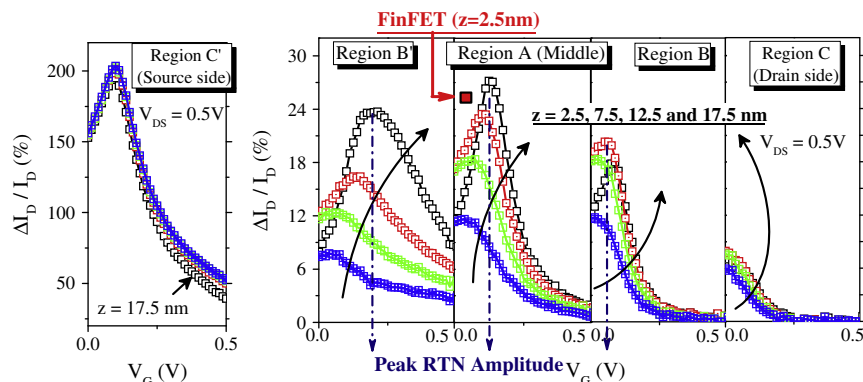 FinFET (z=2.5nm)
Region C'
(Source side)
V_DS = 0.5V
z = 17.5 nm
200
150
100
50
ΔI_D / I_D (%)
0.0
0.5
V_G (V)
Region B'
Region A (Middle)
Region B
Region C
(Drain side)
z = 2.5, 7.5, 12.5 and 17.5 nm
V_DS = 0.5V
30
24
18
12
6
0
ΔI_D / I_D (%)
0.0
0.5
0.0
0.5
0.0
0.5
0.0
0.5
Peak RTN Amplitude
V_G (V)